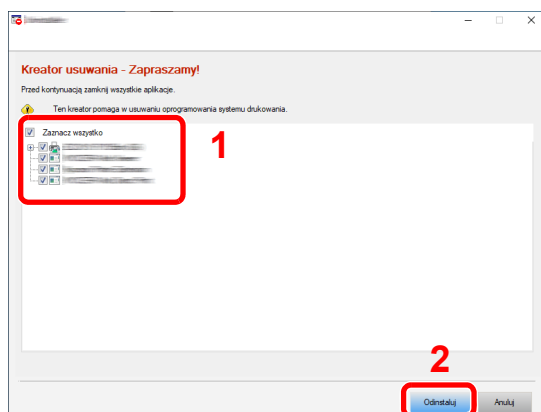 Kreator usuwania - Zapraszamy!
Przed kontynuacją zamknij wszystkie aplikacje.
Ten kreator pomaga w usuwaniu oprogramowania systemu drukowania.
Zaznacz wszystko
1
2
Odinstaluj Anuluj